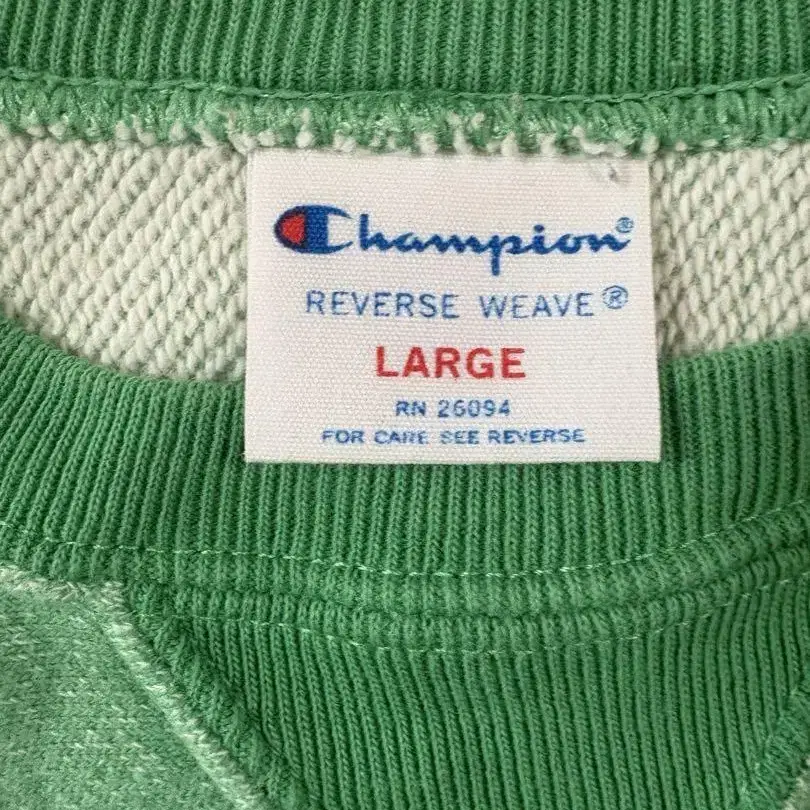 Champion®
REVERSE WEAVE®
LARGE
RN 26094
FOR CARE SEE REVERSE